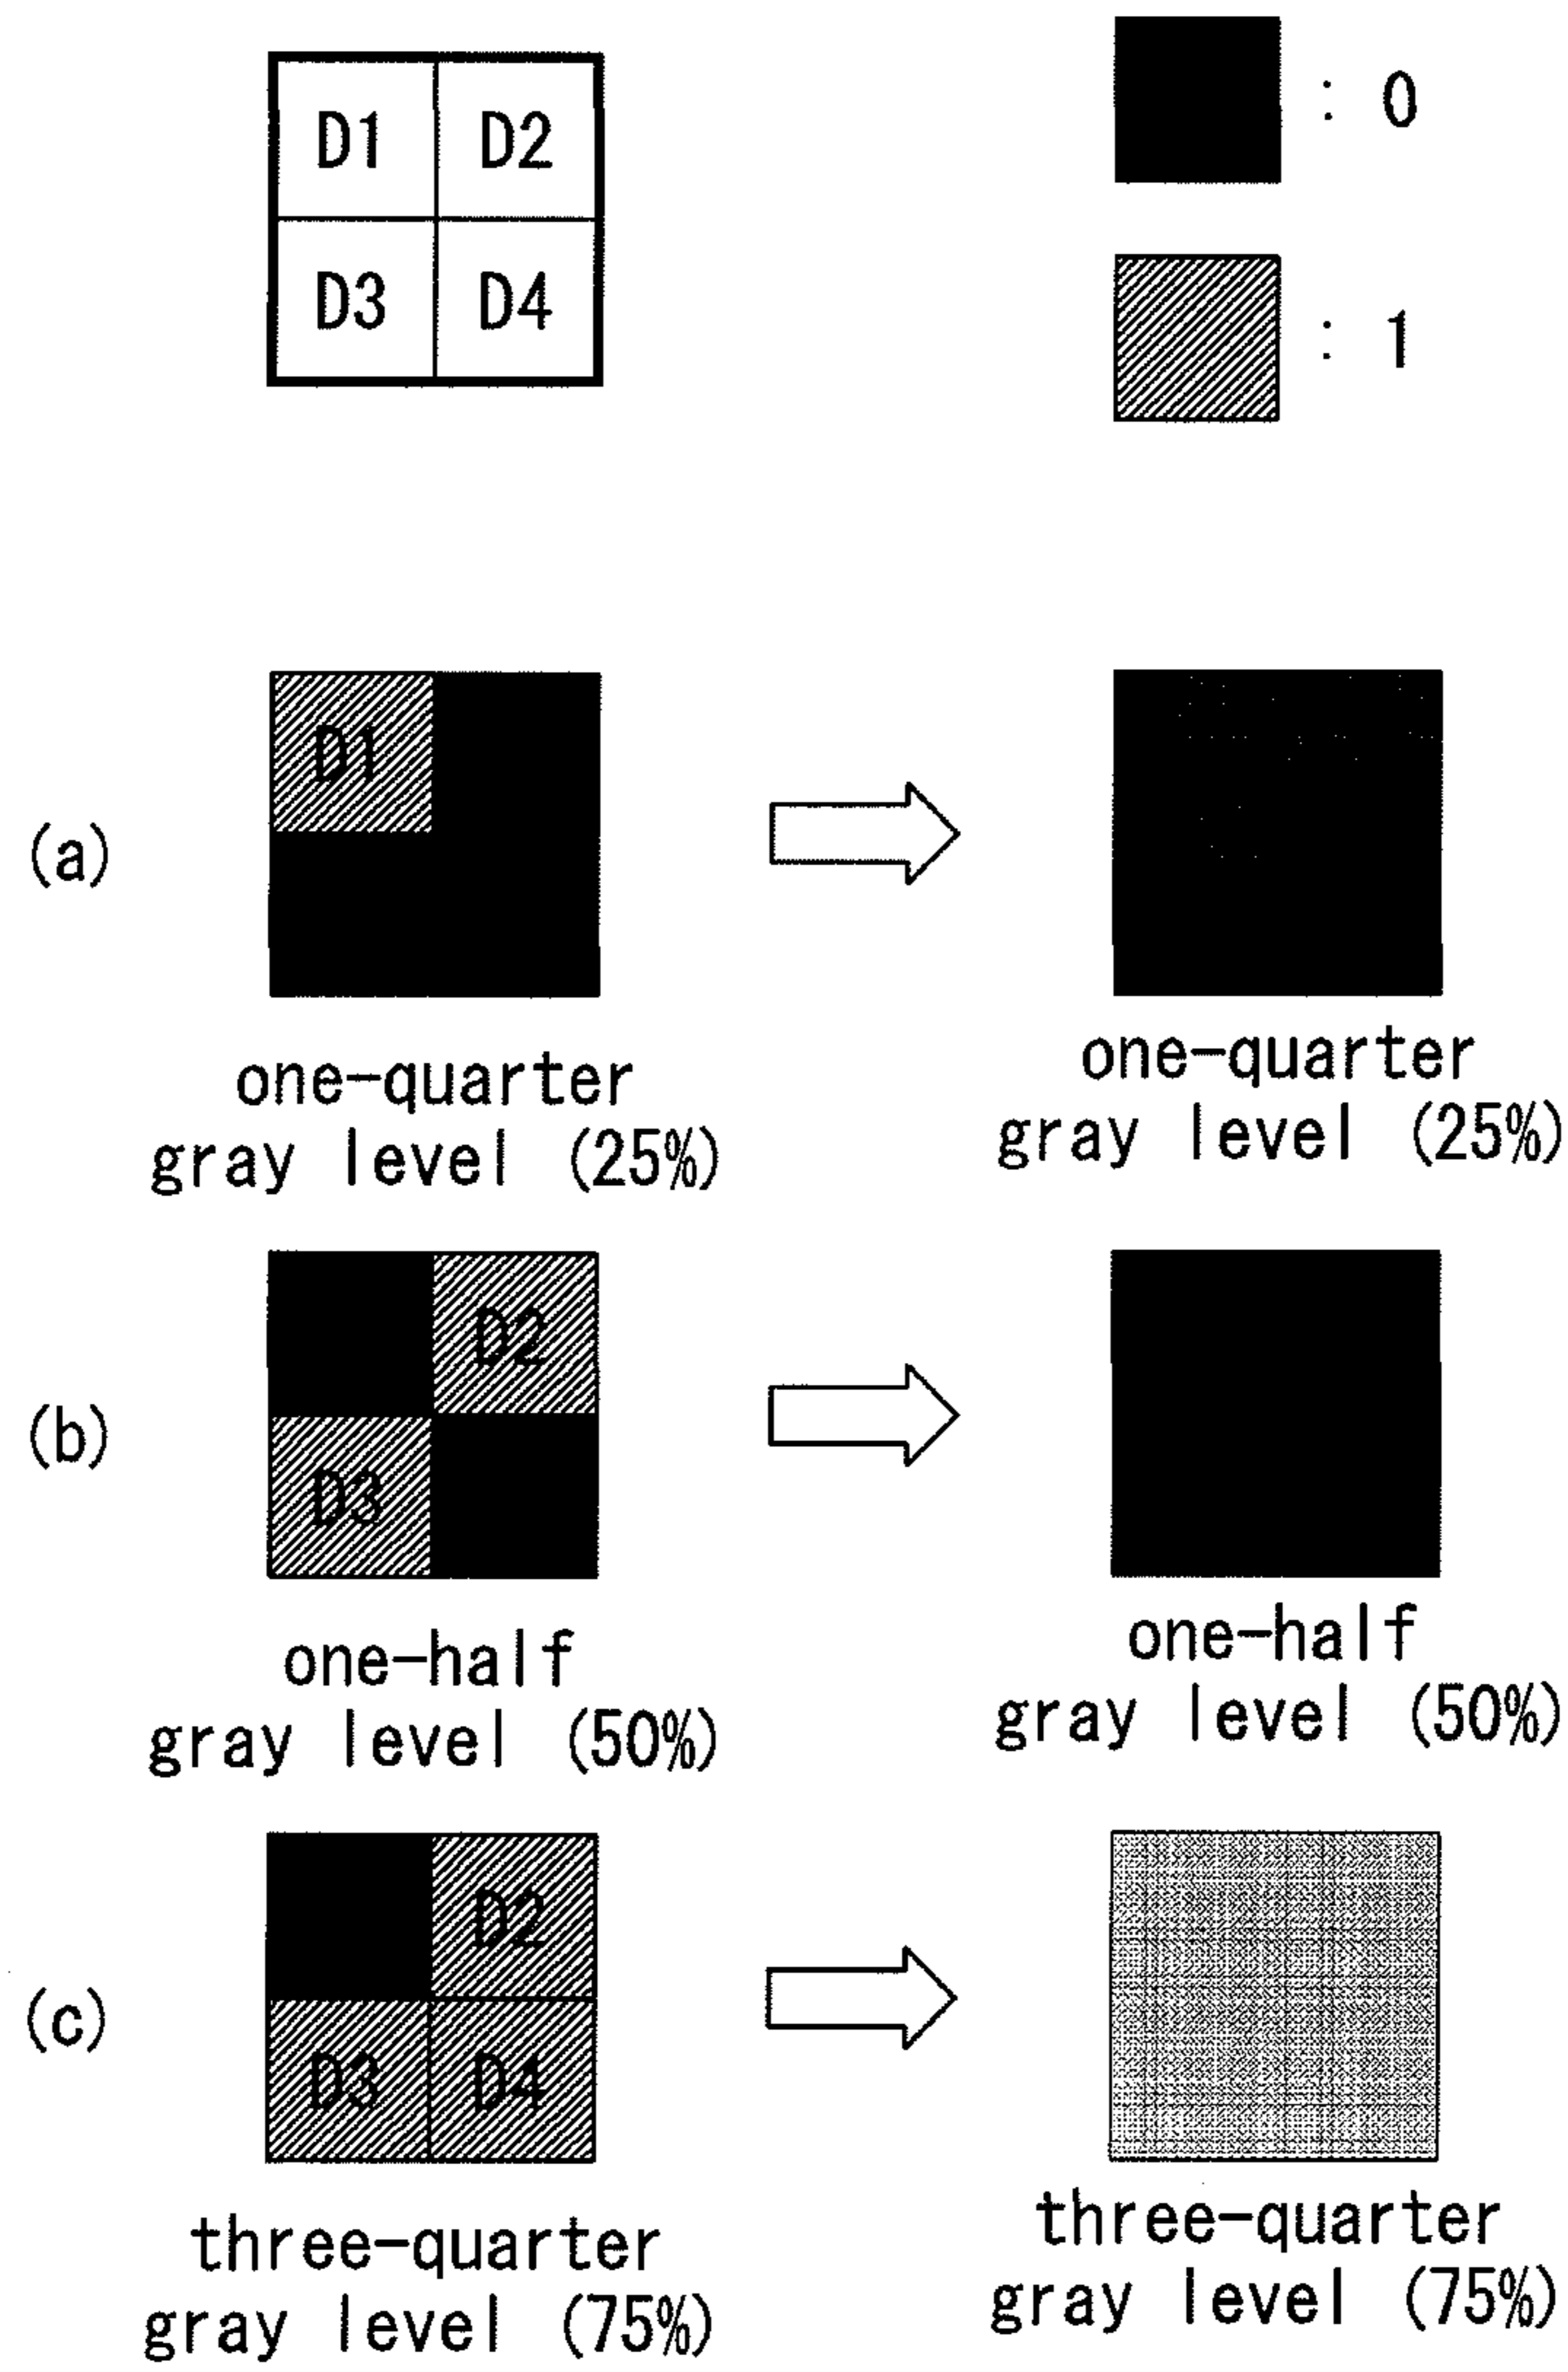 D1 D2
D3 D4
: 0
: 1
(a)
D1
one-quarter
gray level (25%)
one-quarter
gray level (25%)
(b)
D2
D3
one-half
gray level (50%)
one-half
gray level (50%)
(c)
D2
D3 D4
three-quarter
gray level (75%)
three-quarter
gray level (75%)